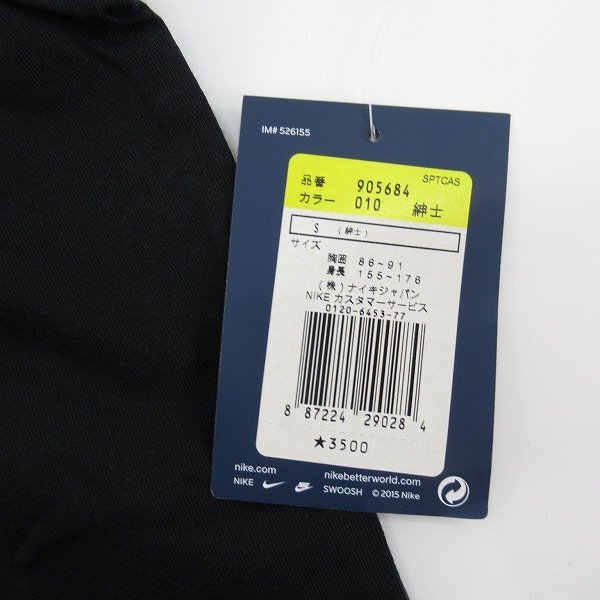 IM# 526155
SPTCAS
品番 905684
カラー 010 紳士
S (紳士)
サイズ
胸囲 86-91
身長 155-176
(株)ナイキジャパン
NIKE カスタマーサービス
0120-6453-77
8 87224 29028 4
★3500
nike.com nikebetterworld.com
NIKE SWOOSH © 2015 Nike